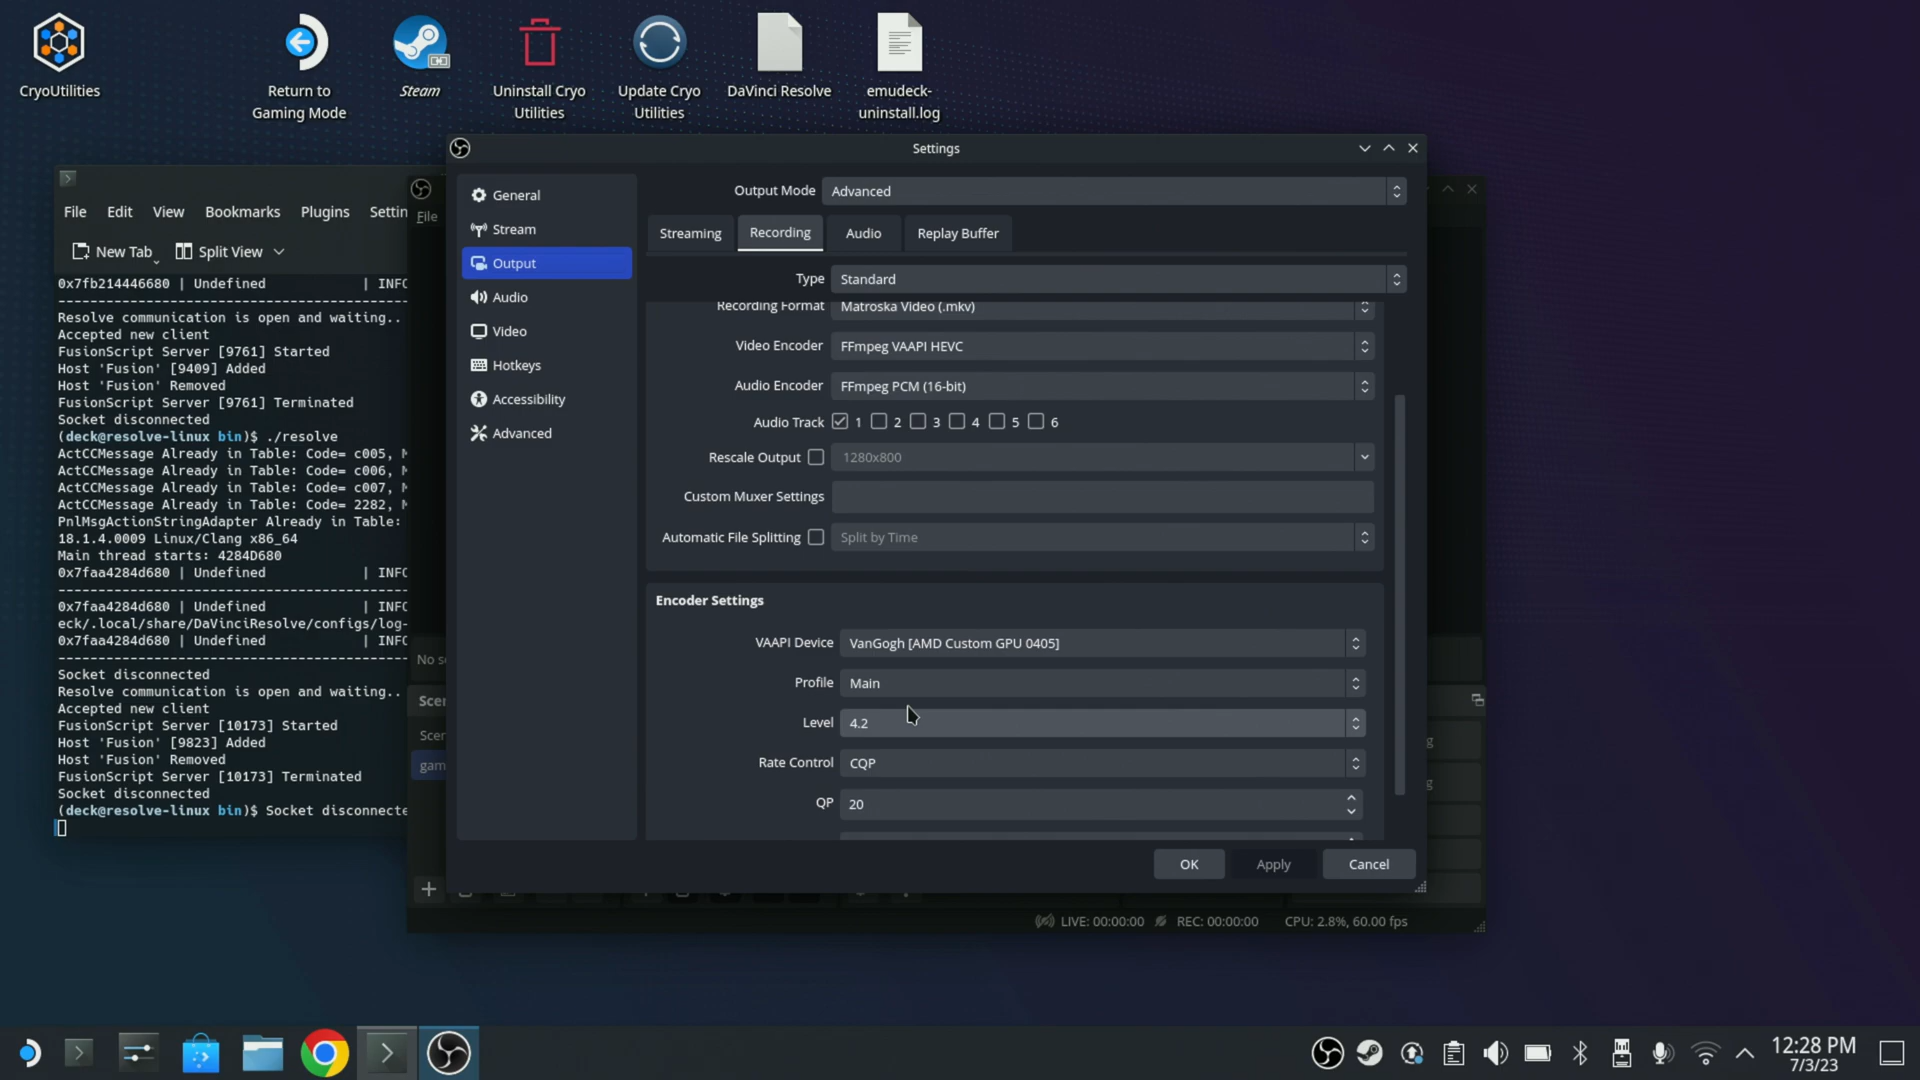 CryoUtilities
Return to
Gaming Mode
Steam
Uninstall Cryo
Utilities
Update Cryo
Utilities
DaVinci Resolve
emudeck-
uninstall.log
File Edit View Bookmarks Plugins Settin
New Tab Split View
0x7fb214446680 | Undefined | INFO
--------------------------------------------------
Resolve communication is open and waiting..
Accepted new client
FusionScript Server [9761] Started
Host 'Fusion' [9409] Added
Host 'Fusion' Removed
FusionScript Server [9761] Terminated
Socket disconnected
(deck@resolve-linux bin)$ ./resolve
ActCCMessage Already in Table: Code= c005, M
ActCCMessage Already in Table: Code= c006, M
ActCCMessage Already in Table: Code= c007, M
ActCCMessage Already in Table: Code= 2282, M
PnlMsgActionStringAdapter Already in Table:
18.1.4.0009 Linux/Clang x86_64
Main thread starts: 4284D680
0x7faa4284d680 | Undefined | INFO
--------------------------------------------------
0x7faa4284d680 | Undefined | INFO
eck/.local/share/DaVinciResolve/configs/log-
0x7faa4284d680 | Undefined | INFO
--------------------------------------------------
Socket disconnected
Resolve communication is open and waiting..
Accepted new client
FusionScript Server [10173] Started
Host 'Fusion' [9823] Added
Host 'Fusion' Removed
FusionScript Server [10173] Terminated
Socket disconnected
(deck@resolve-linux bin)$ Socket disconnecte
File
No s
Scen
Scen
gam
Settings
General
Stream
Output
Audio
Video
Hotkeys
Accessibility
Advanced
Output Mode Advanced
Streaming Recording Audio Replay Buffer
Type Standard
Recording Format Matroska Video (.mkv)
Video Encoder FFmpeg VAAPI HEVC
Audio Encoder FFmpeg PCM (16-bit)
Audio Track 1 2 3 4 5 6
Rescale Output 1280x800
Custom Muxer Settings
Automatic File Splitting Split by Time
Encoder Settings
VAAPI Device VanGogh [AMD Custom GPU 0405]
Profile Main
Level 4.2
Rate Control CQP
QP 20
OK Apply Cancel
g
g
LIVE: 00:00:00 REC: 00:00:00 CPU: 2.8%, 60.00 fps
12:28 PM
7/3/23